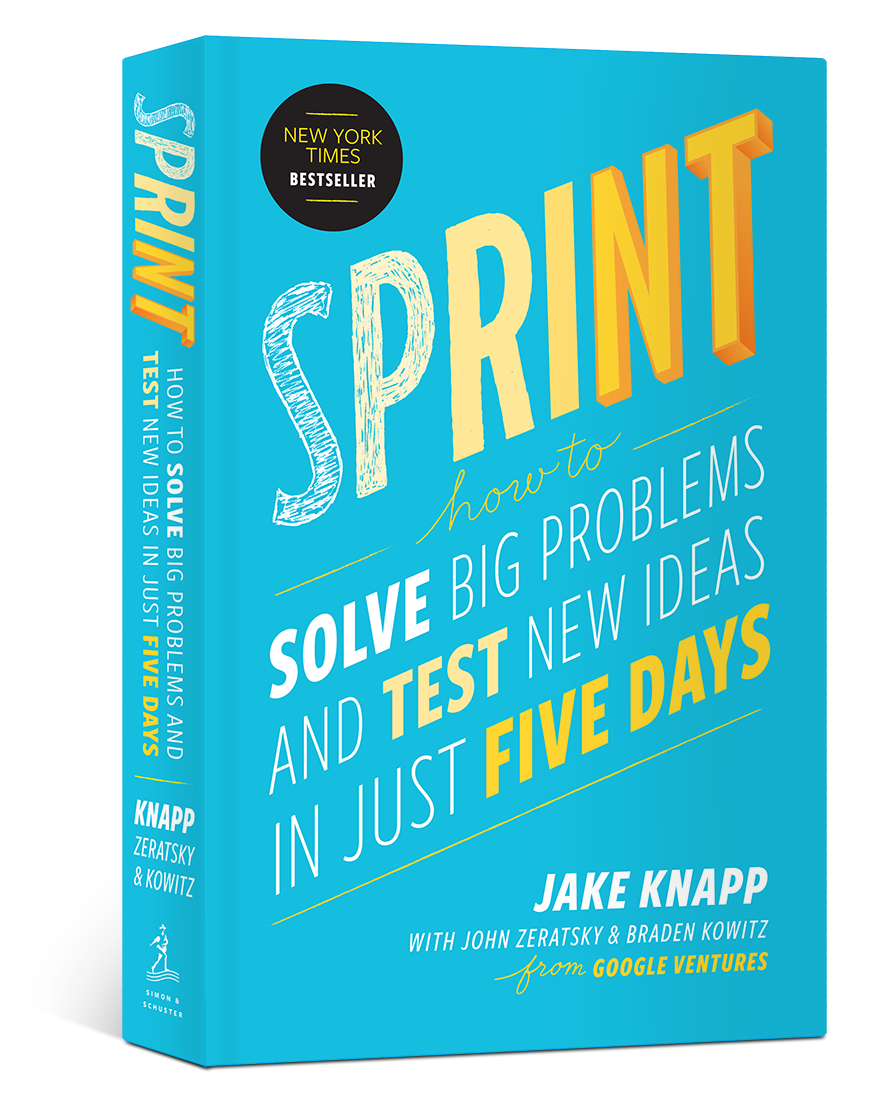 SPRINT
HOW TO SOLVE BIG PROBLEMS AND
TEST NEW IDEAS IN JUST FIVE DAYS
KNAPP
ZERATSKY
& KOWITZ
SIMON &
SCHUSTER
NEW YORK
TIMES
BESTSELLER
SPRINT
how to
SOLVE BIG PROBLEMS
AND TEST NEW IDEAS
IN JUST FIVE DAYS
JAKE KNAPP
WITH JOHN ZERATSKY & BRADEN KOWITZ
from GOOGLE VENTURES